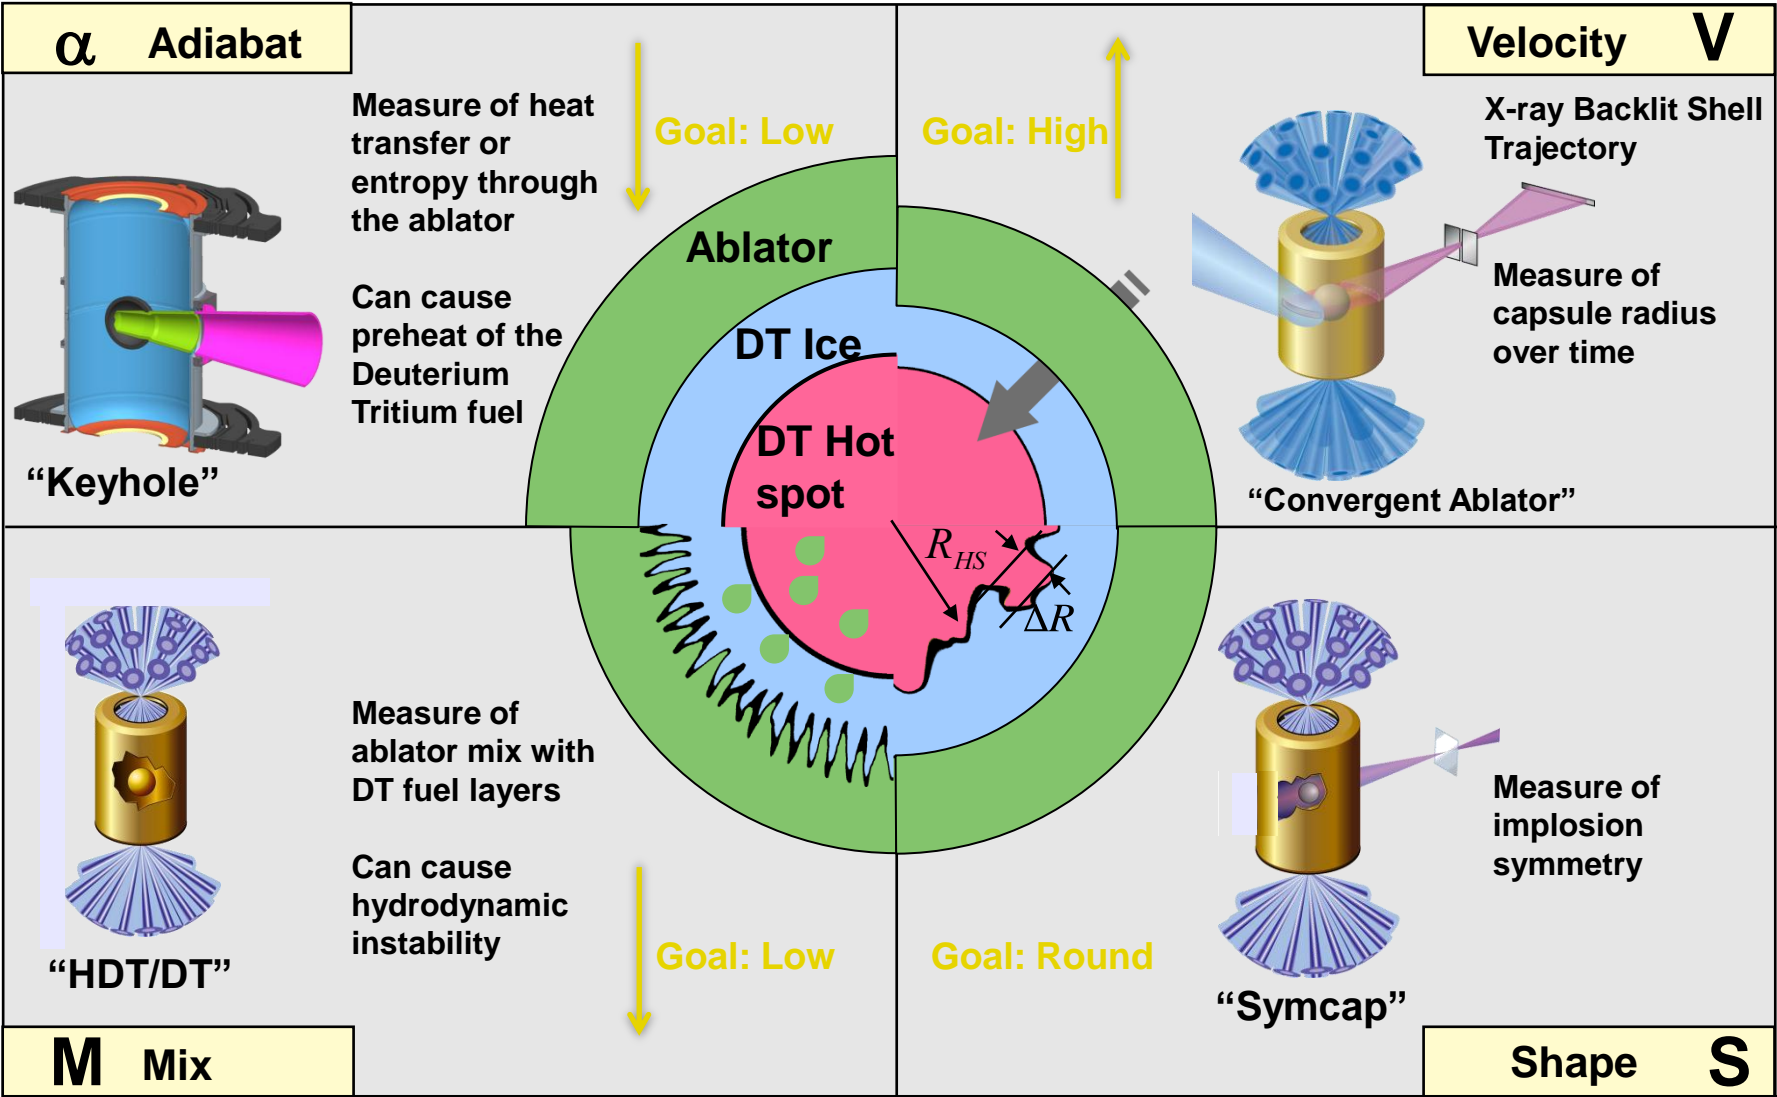 α Adiabat
Measure of heat
transfer or
entropy through
the ablator
Can cause
preheat of the
Deuterium
Tritium fuel
“Keyhole”
Goal: Low
Goal: High
Velocity V
X-ray Backlit Shell
Trajectory
Measure of
capsule radius
over time
“Convergent Ablator”
Ablator
DT Ice
DT Hot
spot
R_HS
ΔR
Measure of
ablator mix with
DT fuel layers
Can cause
hydrodynamic
instability
“HDT/DT”
Goal: Low
M Mix
Goal: Round
Measure of
implosion
symmetry
“Symcap”
Shape S